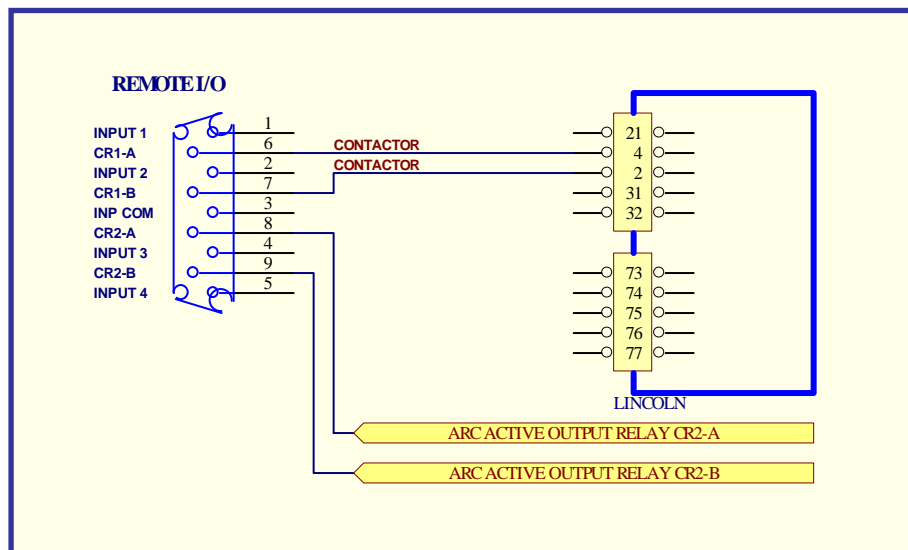 REMOTE I/O
INPUT 1 1
CR1-A 6 CONTACTOR
INPUT 2 2 CONTACTOR
CR1-B 7
INP COM 3
CR2-A 8
INPUT 3 4
CR2-B 9
INPUT 4 5
21
4
2
31
32
73
74
75
76
77
LINCOLN
ARC ACTIVE OUTPUT RELAY CR2-A
ARC ACTIVE OUTPUT RELAY CR2-B